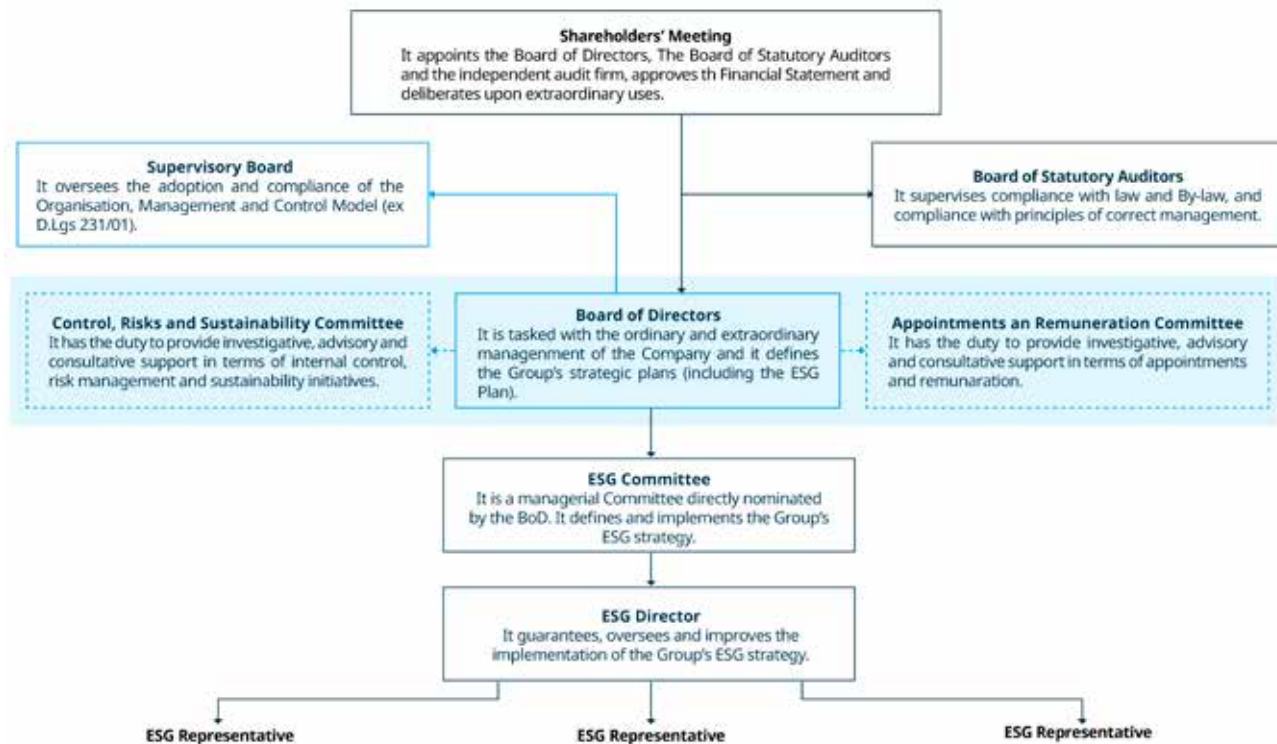 Shareholders' Meeting
It appoints the Board of Directors, The Board of Statutory Auditors
and the independent audit firm, approves th Financial Statement and
deliberates upon extraordinary uses.
Supervisory Board
It oversees the adoption and compliance of the
Organisation, Management and Control Model (ex
D.Lgs 231/01).
Board of Statutory Auditors
It supervises compliance with law and By-law, and
compliance with principles of correct management.
Control, Risks and Sustainability Committee
It has the duty to provide investigative, advisory and
consultative support in terms of internal control,
risk management and sustainability initiatives.
Board of Directors
It is tasked with the ordinary and extraordinary
managenment of the Company and it defines
the Group's strategic plans (including the ESG
Plan).
Appointments an Remuneration Committee
It has the duty to provide investigative, advisory
and consultative support in terms of appointments
and remunaration.
ESG Committee
It is a managerial Committee directly nominated
by the BoD. It defines and implements the Group's
ESG strategy.
ESG Director
It guarantees, oversees and improves the
implementation of the Group's ESG strategy.
ESG Representative
ESG Representative
ESG Representative